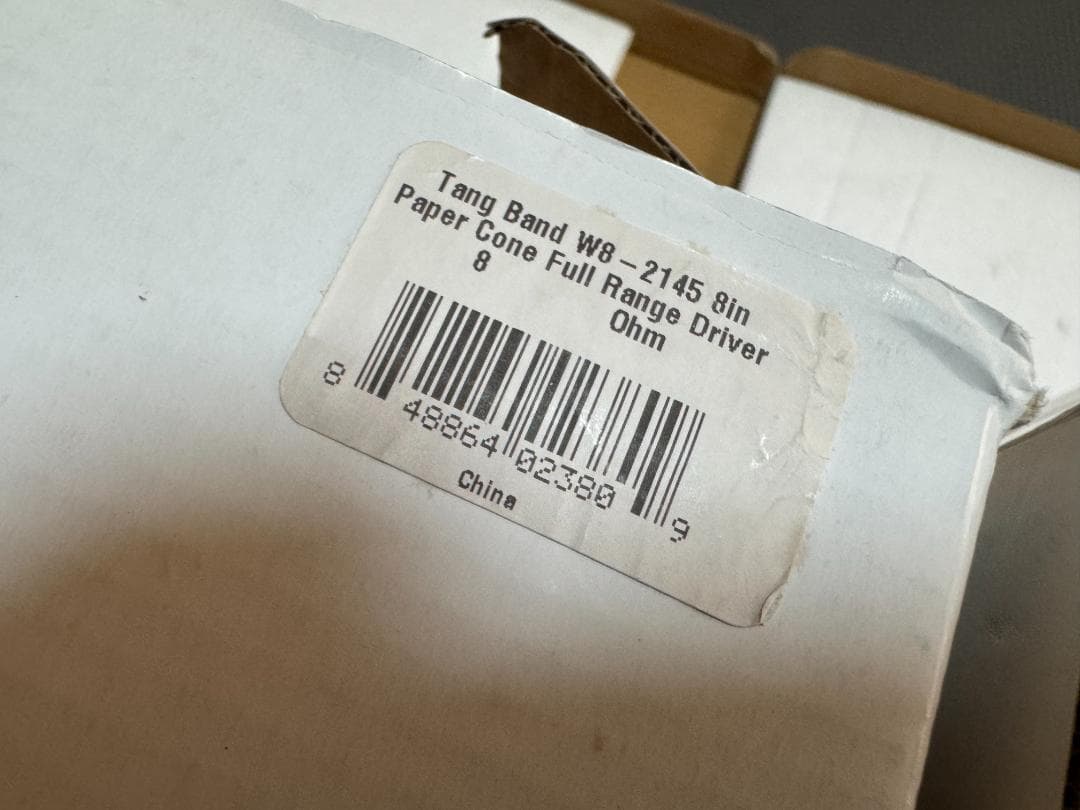 Tang Band W8-2145 8in
Paper Cone Full Range Driver
8 Ohm
8 48864 02380 9
China